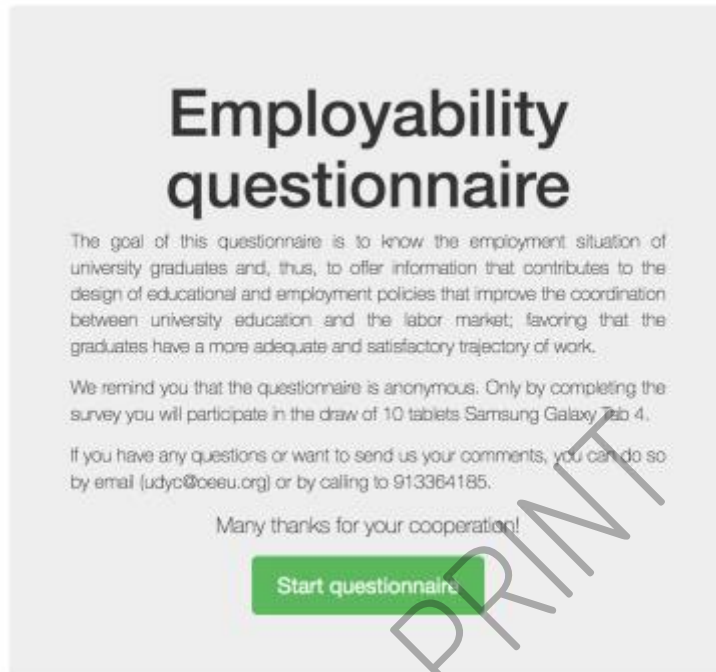 Employability
questionnaire
The goal of this questionnaire is to know the employment situation of
university graduates and, thus, to offer information that contributes to the
design of educational and employment policies that improve the coordination
between university education and the labor market; favoring that the
graduates have a more adequate and satisfactory trajectory of work.
We remind you that the questionnaire is anonymous. Only by completing the
survey you will participate in the draw of 10 tablets Samsung Galaxy Tab 4.
If you have any questions or want to send us your comments, you can do so
by email (udyc@oeeu.org) or by calling to 913364185.
Many thanks for your cooperation!
Start questionnaire
PRINT